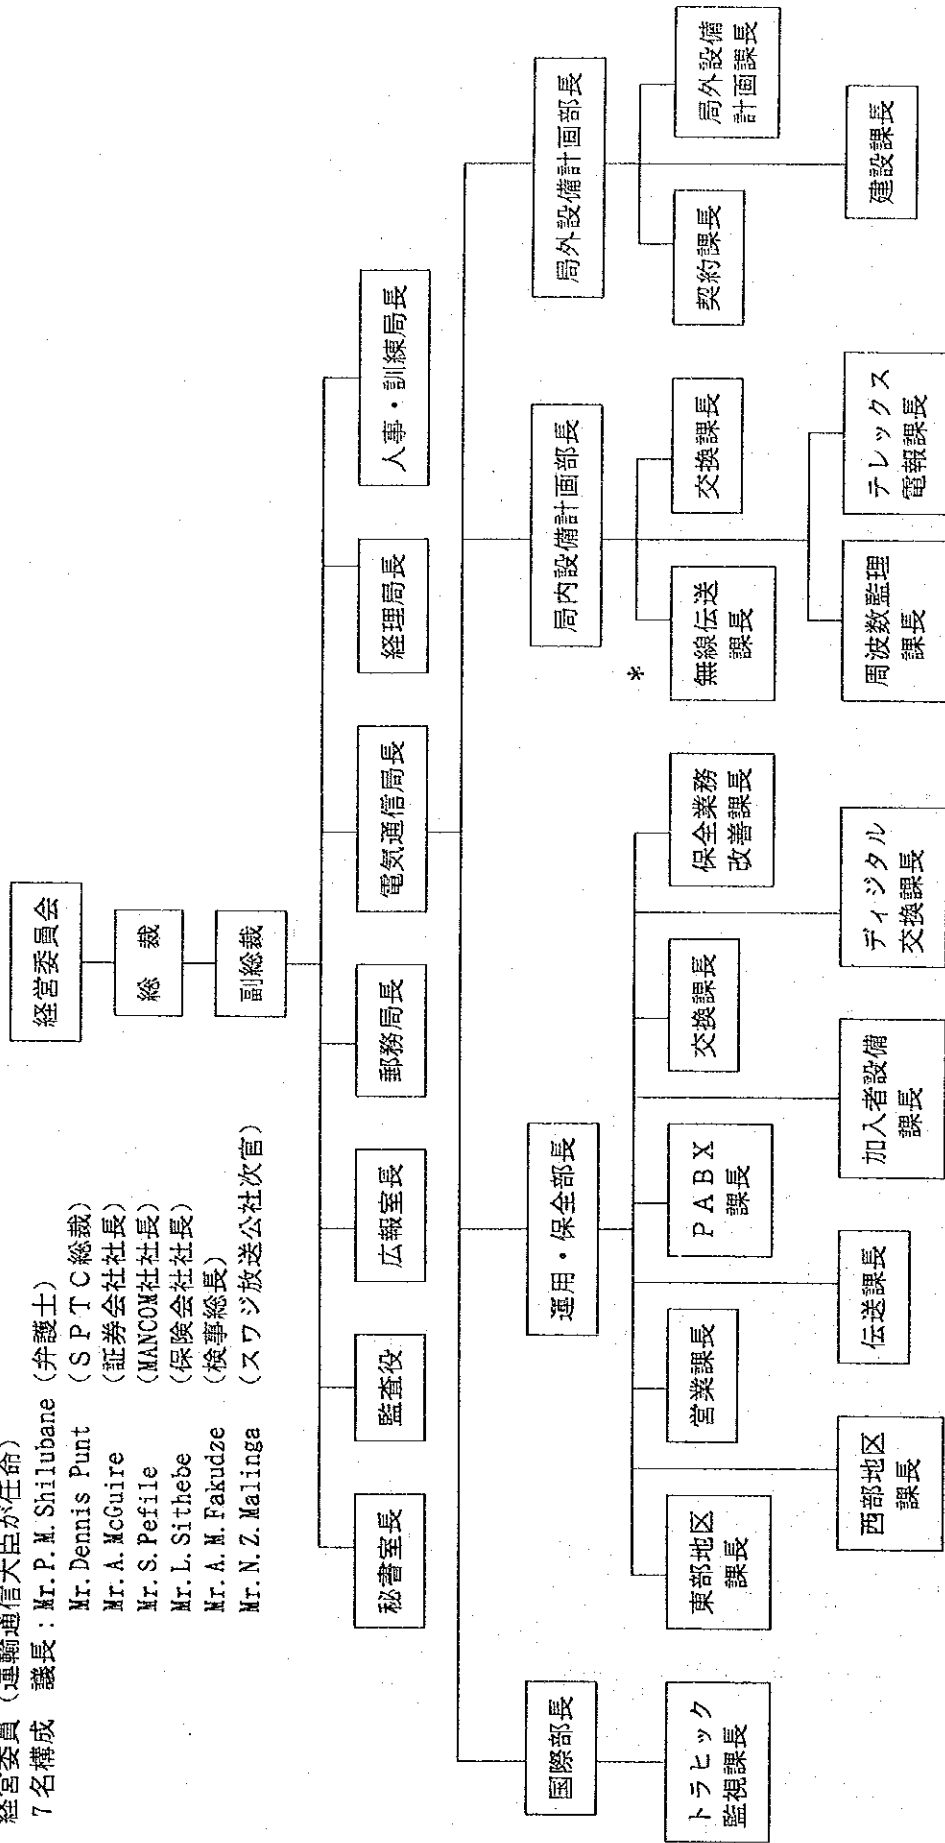 経営委員（運輸通信大臣が任命）
7名構成 議長：Mr.P.M.Shilubane（弁護士）
Mr.Dennis Punt （ＳＰＴＣ総裁）
Mr.A.McGuire （証券会社社長）
Mr.S.Pefile （MANCOM社社長）
Mr.L.Sithebe （保険会社社長）
Mr.A.M.Fakudze （検事総長）
Mr.N.Z.Malinga （スワジ放送公社次官）
経営委員会
総 裁
副総裁
秘書室長
監査役
広報室長
郵務局長
電気通信局長
経理局長
人事・訓練局長
国際部長
運用・保全部長
局内設備計画部長
局外設備計画部長
トラヒック
監視課長
東部地区
課長
営業課長
ＰＡＢＸ
課長
交換課長
保全業務
改善課長
*
無線伝送
課長
交換課長
契約課長
局外設備
計画課長
西部地区
課長
伝送課長
加入者設備
課長
ディジタル
交換課長
周波数監理
課長
テレックス
電報課長
建設課長